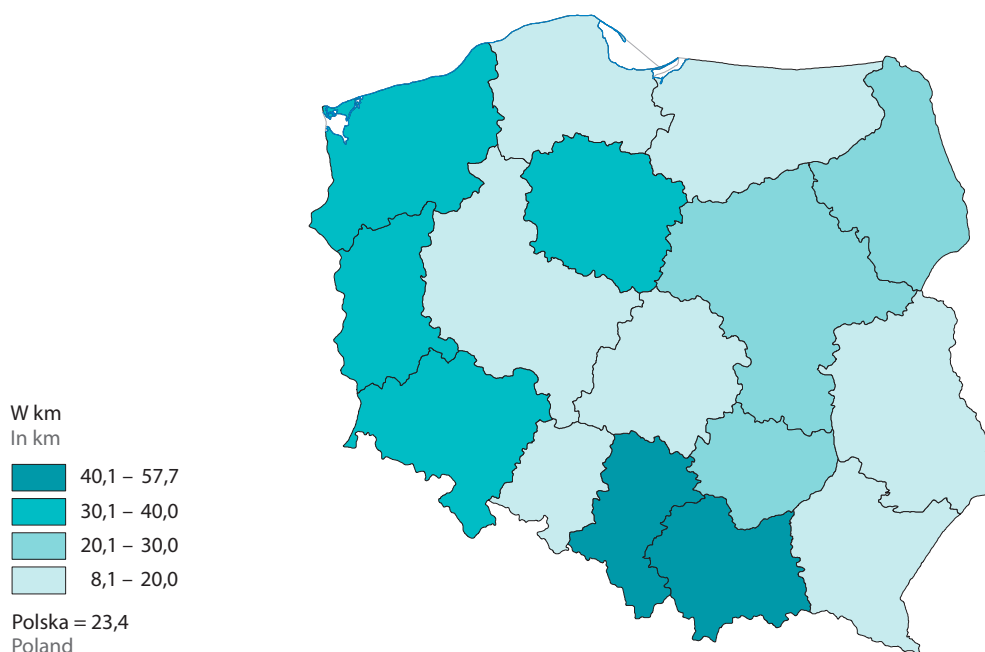 W km
In km
40,1 – 57,7
30,1 – 40,0
20,1 – 30,0
8,1 – 20,0
Polska = 23,4
Poland